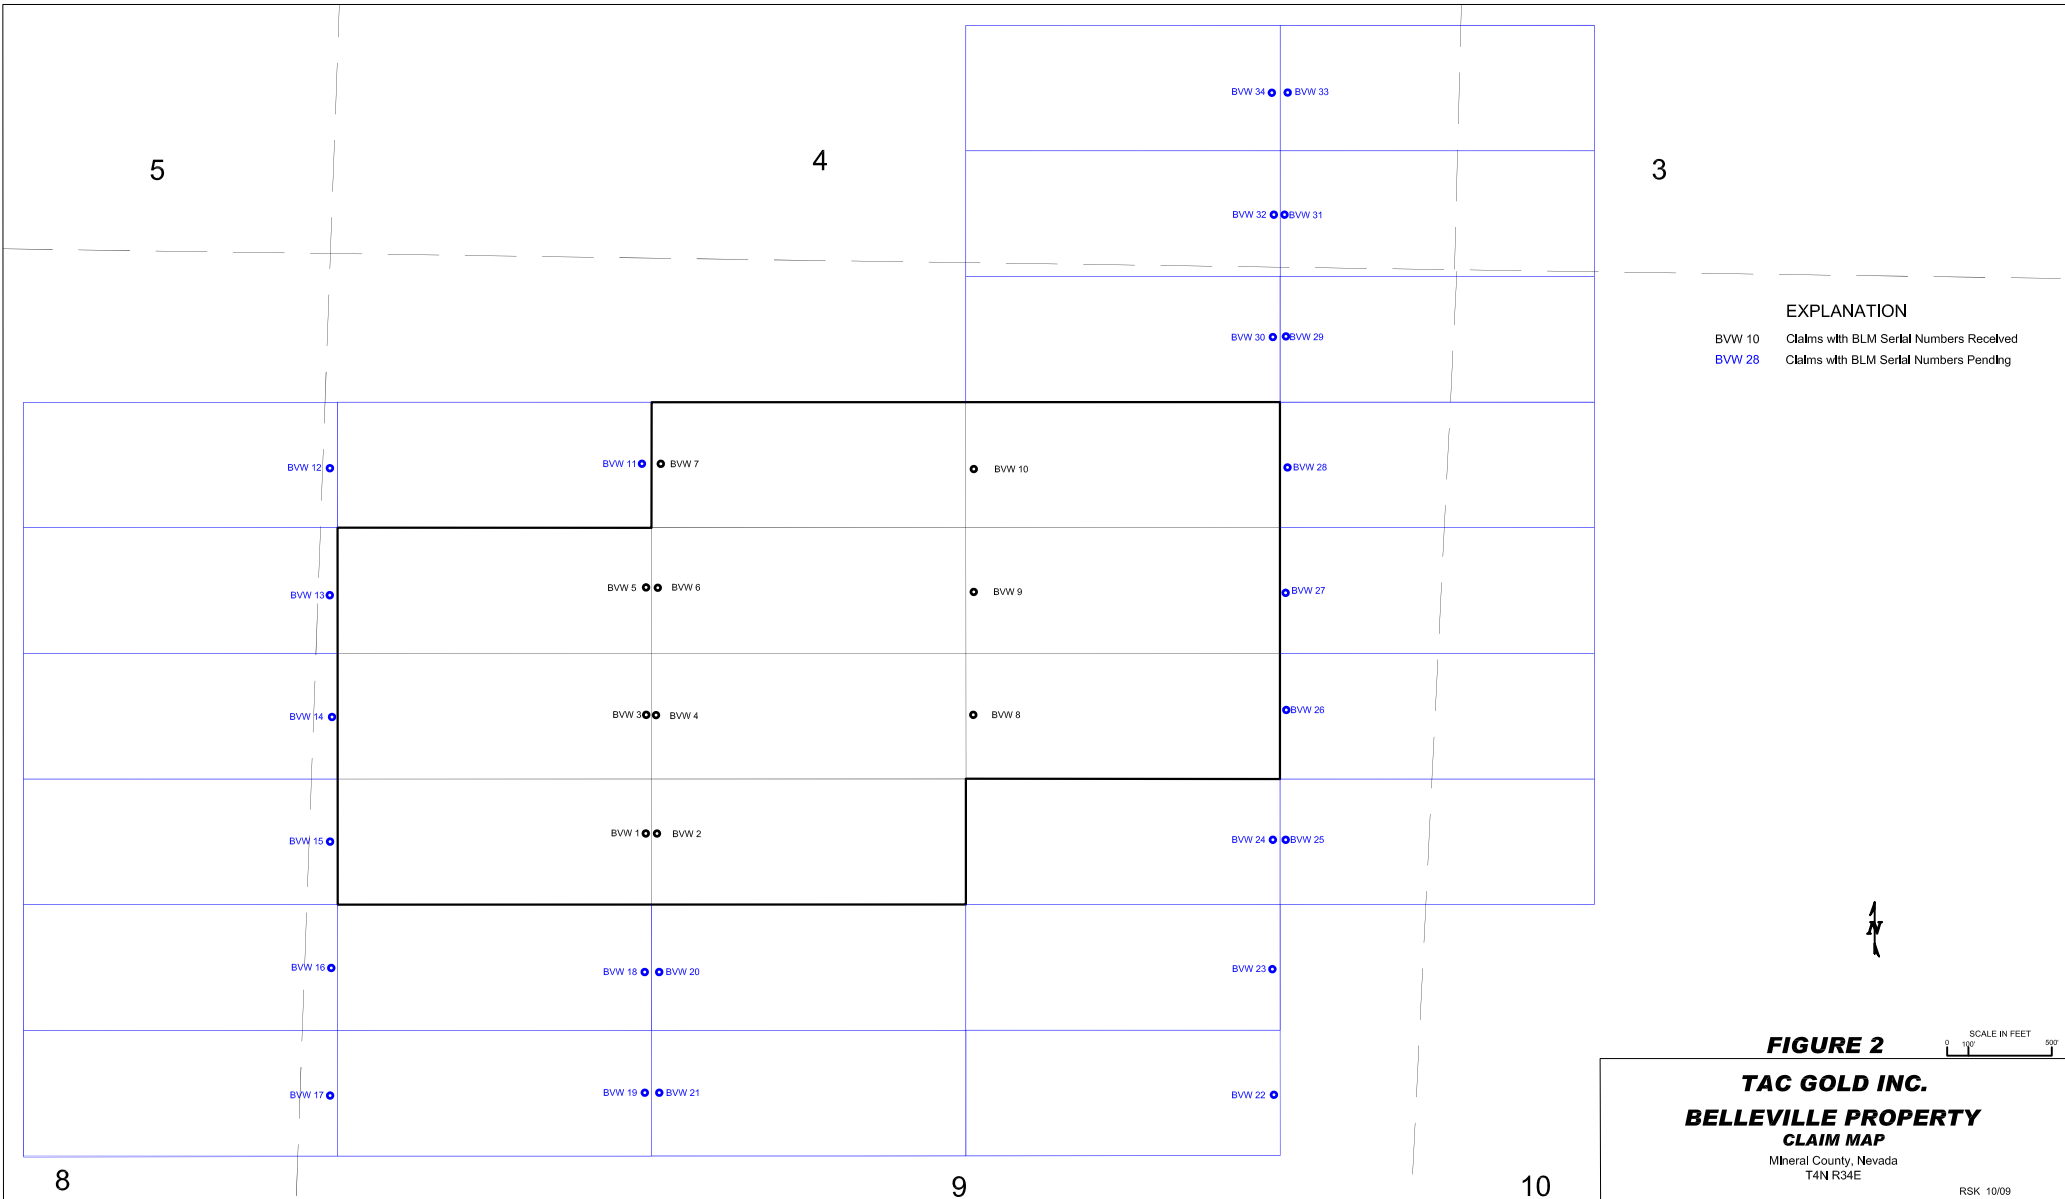 BVW 34 BVW 33
5 4 3
BVW 32 BVW 31
EXPLANATION
BVW 10 Claims with BLM Serial Numbers Received
BVW 28 Claims with BLM Serial Numbers Pending
BVW 30 BVW 29
BVW 12 BVW 11 BVW 7 BVW 10 BVW 28
BVW 13 BVW 5 BVW 6 BVW 9 BVW 27
BVW 14 BVW 3 BVW 4 BVW 8 BVW 26
BVW 15 BVW 1 BVW 2 BVW 24 BVW 25
N
BVW 16 BVW 18 BVW 20 BVW 23
BVW 17 BVW 19 BVW 21 BVW 22
8 9 10
FIGURE 2
SCALE IN FEET
0 100' 500'
TAC GOLD INC.
BELLEVILLE PROPERTY
CLAIM MAP
Mineral County, Nevada
T4N R34E
RSK 10/09